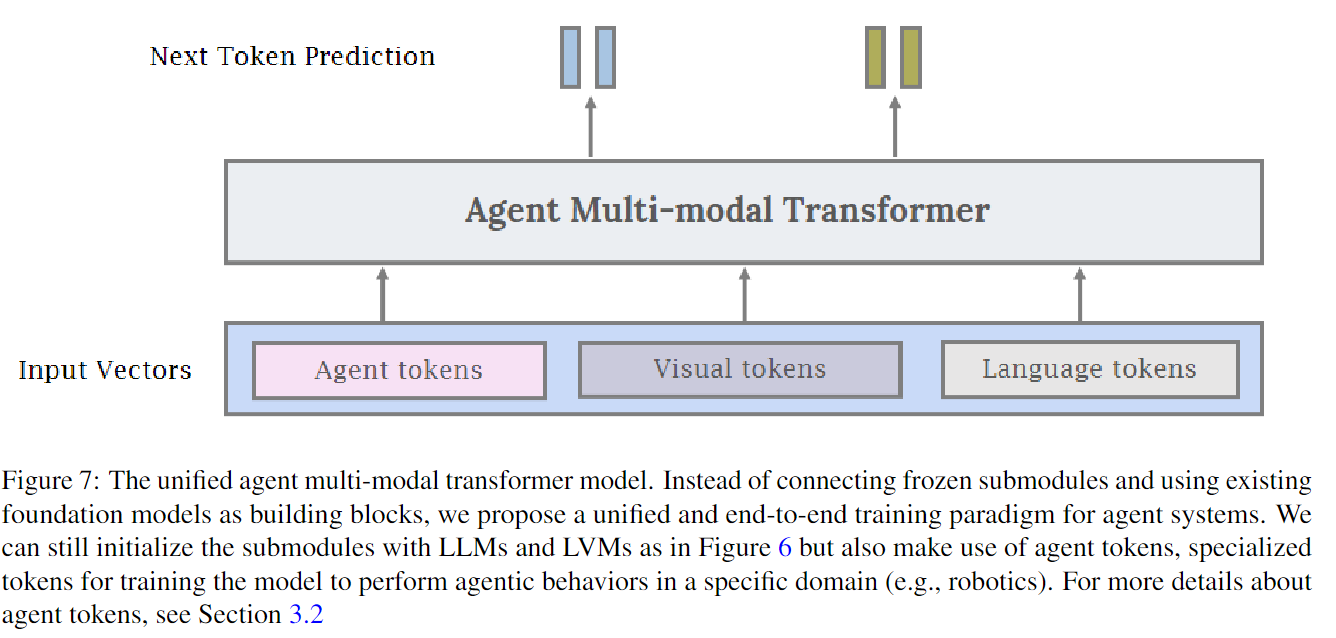 Next Token Prediction
Agent Multi-modal Transformer
Input Vectors
Agent tokens
Visual tokens
Language tokens
Figure 7: The unified agent multi-modal transformer model. Instead of connecting frozen submodules and using existing
foundation models as building blocks, we propose a unified and end-to-end training paradigm for agent systems. We
can still initialize the submodules with LLMs and LVMs as in Figure 6 but also make use of agent tokens, specialized
tokens for training the model to perform agentic behaviors in a specific domain (e.g., robotics). For more details about
agent tokens, see Section 3.2